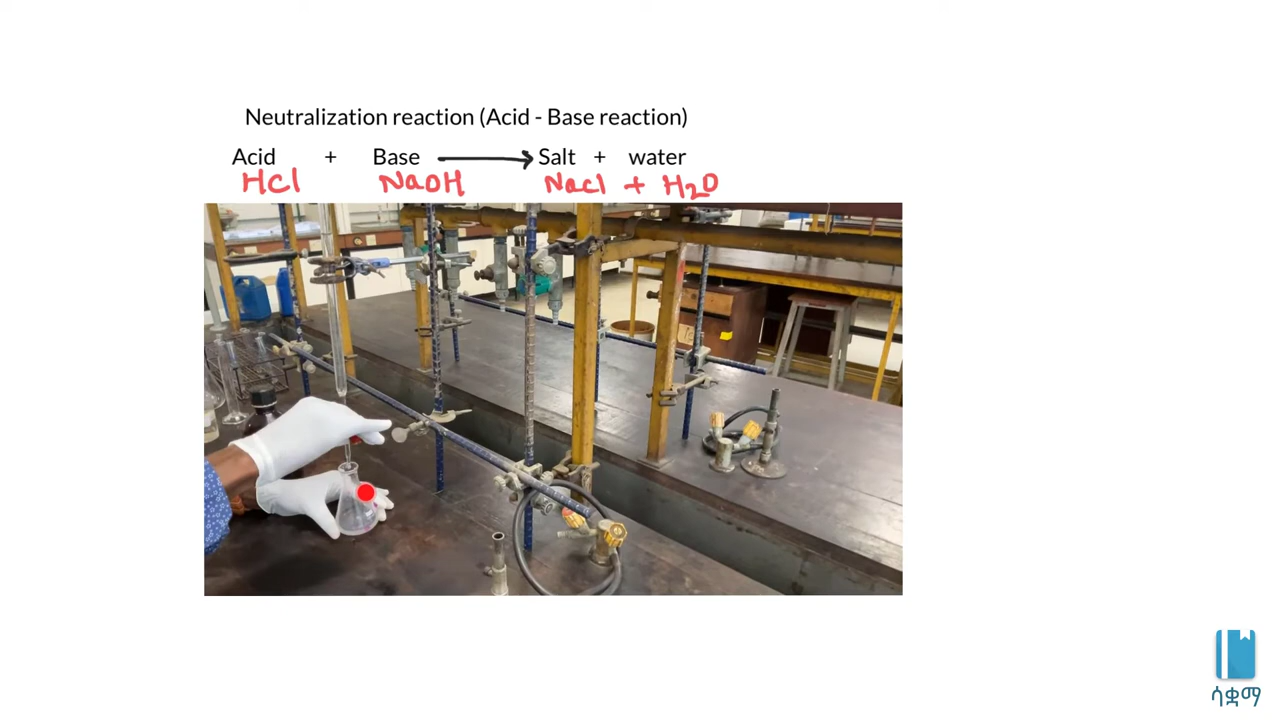 Neutralization reaction (Acid - Base reaction)
Acid + Base ⟶ Salt + water
HCl NaOH Nacl + H2O
ሳቋማ